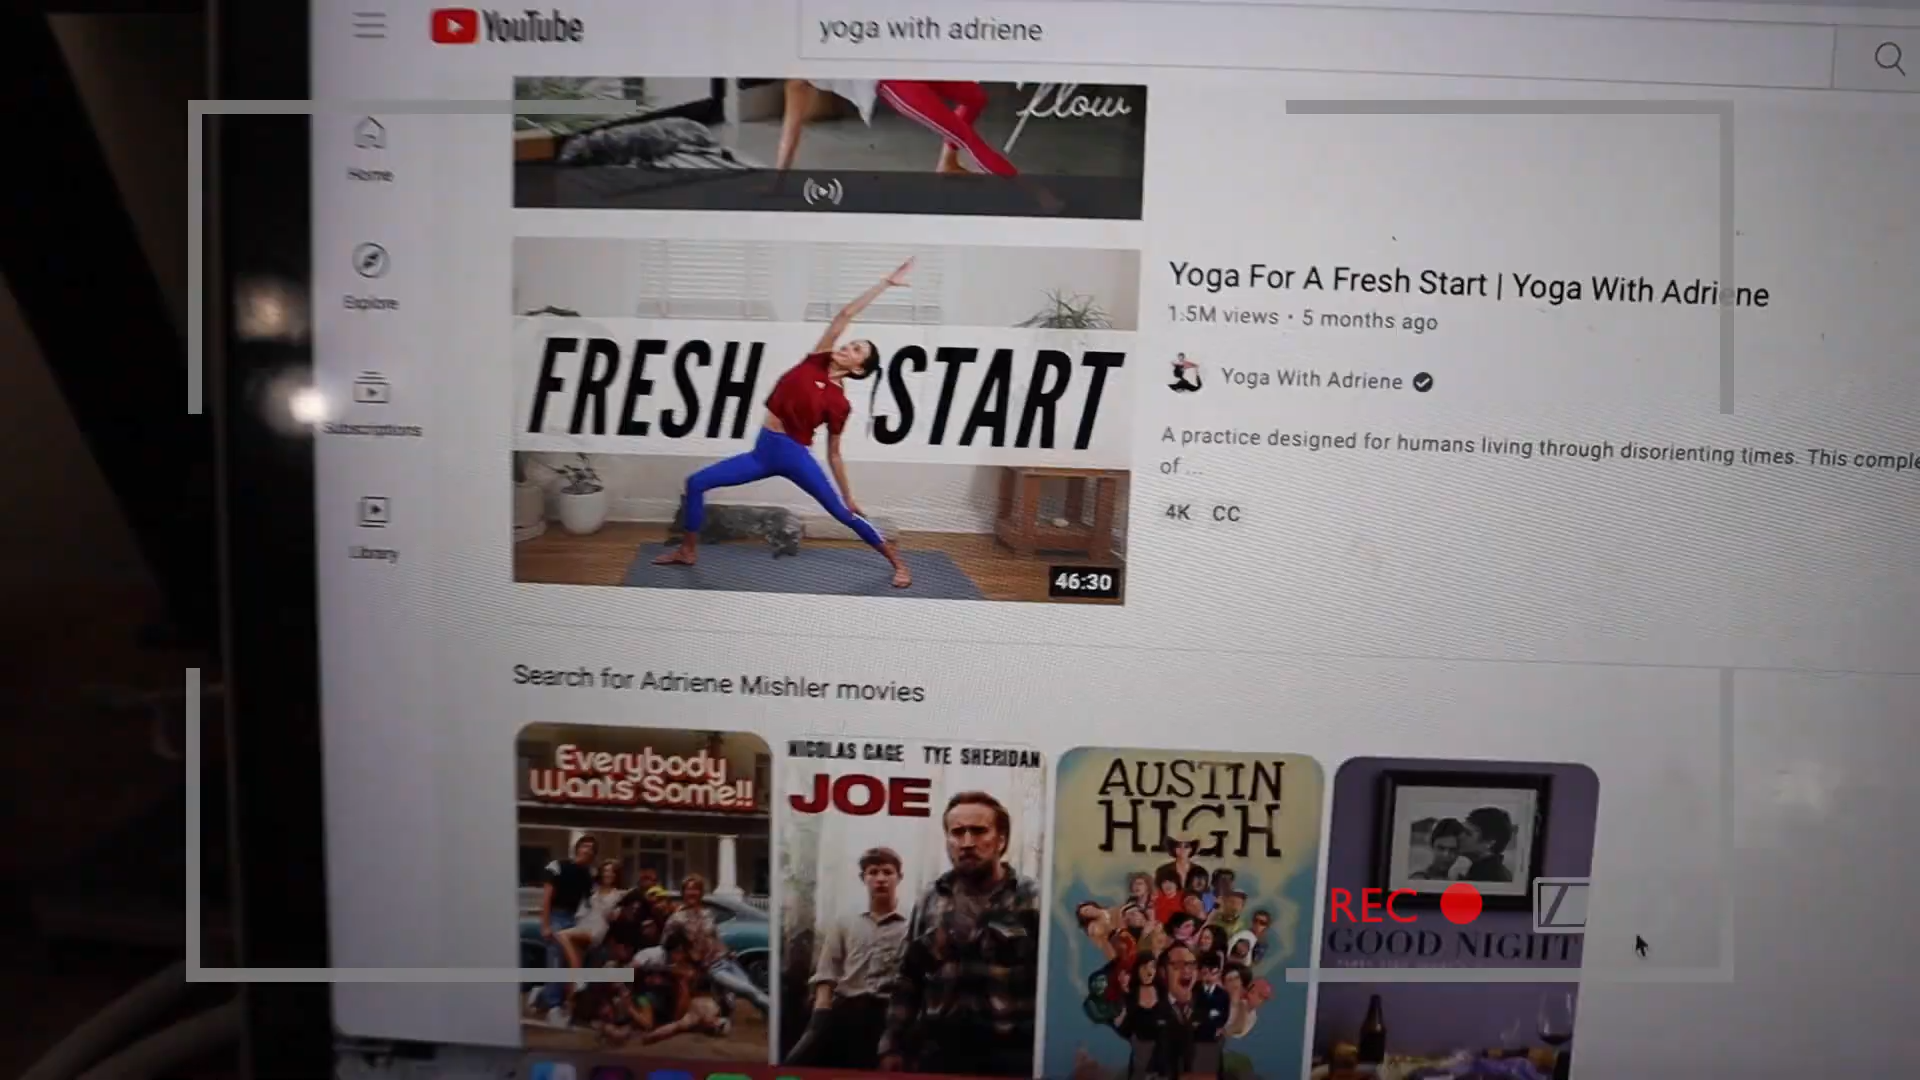 YouTube
yoga with adriene
flow
Home
Explore
Subscriptions
Library
FRESH START
46:30
Yoga For A Fresh Start | Yoga With Adriene
1.5M views • 5 months ago
Yoga With Adriene
A practice designed for humans living through disorienting times. This comple
of ...
4K CC
Search for Adriene Mishler movies
Everybody
Wants Some!!
NICOLAS CAGE TYE SHERIDAN
JOE
AUSTIN
HIGH
REC
GOOD NIGHT